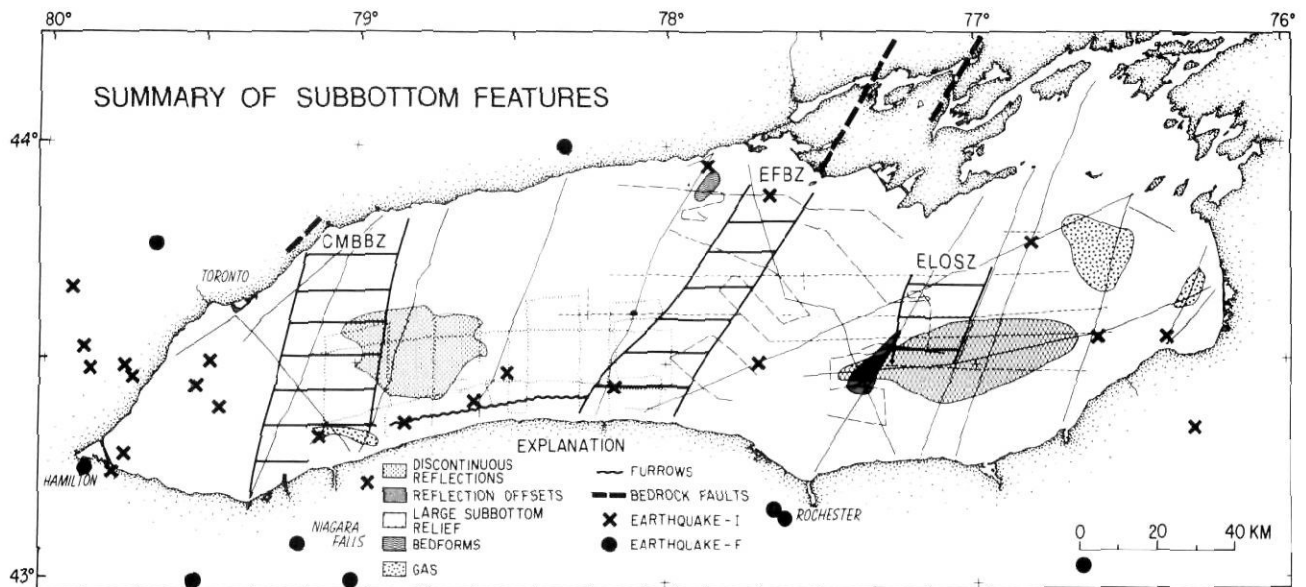 80° 79° 78° 77° 76°
SUMMARY OF SUBBOTTOM FEATURES
44°
EFBZ
CMBBZ
ELOSZ
TORONTO
EXPLANATION
HAMILTON
DISCONTINUOUS REFLECTIONS
REFLECTION OFFSETS
LARGE SUBBOTTOM RELIEF
BEDFORMS
GAS
FURROWS
BEDROCK FAULTS
EARTHQUAKE-I
EARTHQUAKE-F
NIAGARA FALLS
ROCHESTER
0 20 40 KM
43°